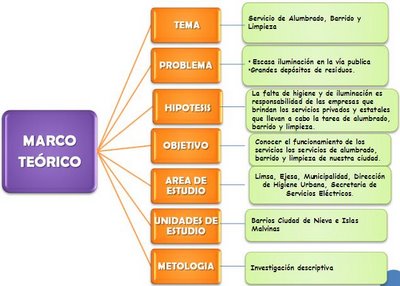 MARCO
TEÓRICO
TEMA
Servicio de Alumbrado, Barrido y
Limpieza
PROBLEMA
• Escasa iluminación en la vía publica
•Grandes depósitos de residuos.
HIPOTESIS
La falta de higiene y de iluminación es
responsabilidad de las empresas que
brindan los servicios privados y estatales
que llevan a cabo la tarea de alumbrado,
barrido y limpieza.
OBJETIVO
Conocer el funcionamiento de los
servicios los servicios de alumbrado,
barrido y limpieza de nuestra ciudad.
AREA DE
ESTUDIO
Limsa, Ejesa, Municipalidad, Dirección
de Higiene Urbana, Secretaria de
Servicios Eléctricos.
UNIDADES DE
ESTUDIO
Barrios Ciudad de Nieva e Islas
Malvinas
METOLOGIA
Investigación descriptiva